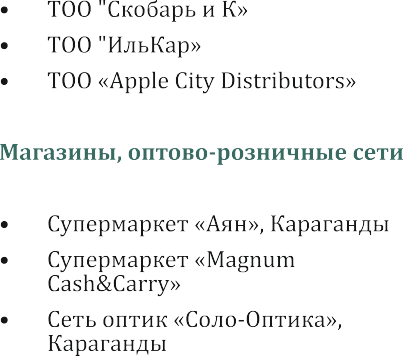 • ТОО "Скобарь и К»
• ТОО "ИльКар»
• ТОО «Apple City Distributors»
Магазины, оптово-розничные сети
• Супермаркет «Аян», Караганды
• Супермаркет «Magnum
Cash&Carry»
• Сеть оптик «Соло-Оптика»,
Караганды